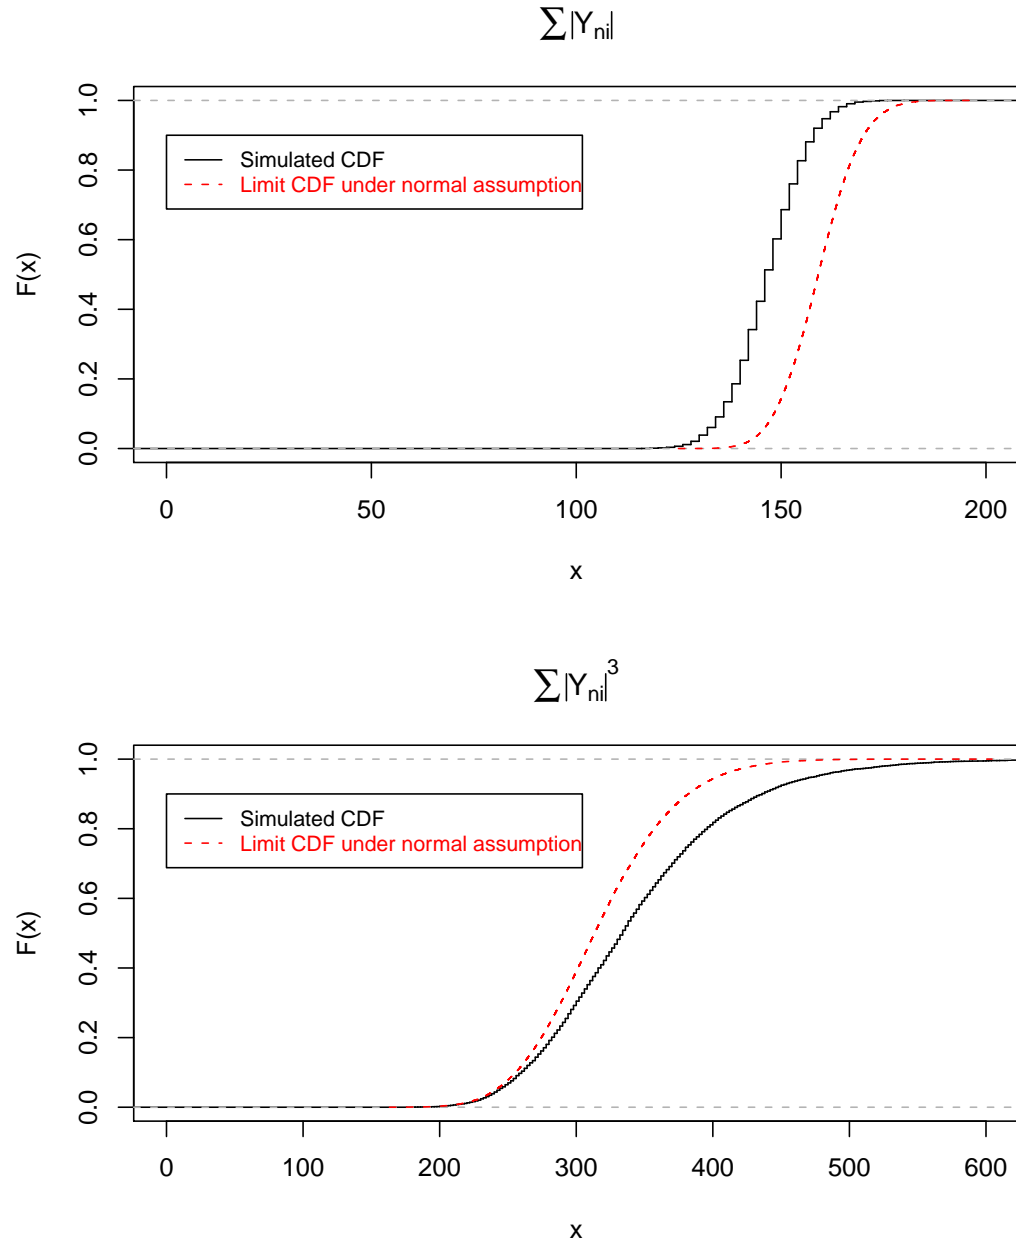 ∑|Y_ni|
1.0
0.8
0.6
0.4
0.2
0.0
F(x)
Simulated CDF
Limit CDF under normal assumption
0 50 100 150 200
x
∑|Y_ni|^3
1.0
0.8
0.6
0.4
0.2
0.0
F(x)
Simulated CDF
Limit CDF under normal assumption
0 100 200 300 400 500 600
x